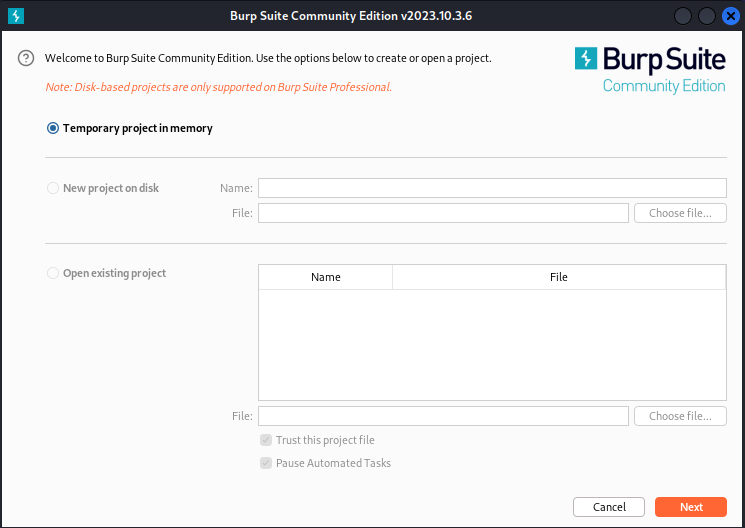 Burp Suite Community Edition v2023.10.3.6
Welcome to Burp Suite Community Edition. Use the options below to create or open a project.
Burp Suite
Community Edition
Note: Disk-based projects are only supported on Burp Suite Professional.
Temporary project in memory
New project on disk Name:
File: Choose file...
Open existing project
Name File
File: Choose file...
Trust this project file
Pause Automated Tasks
Cancel Next